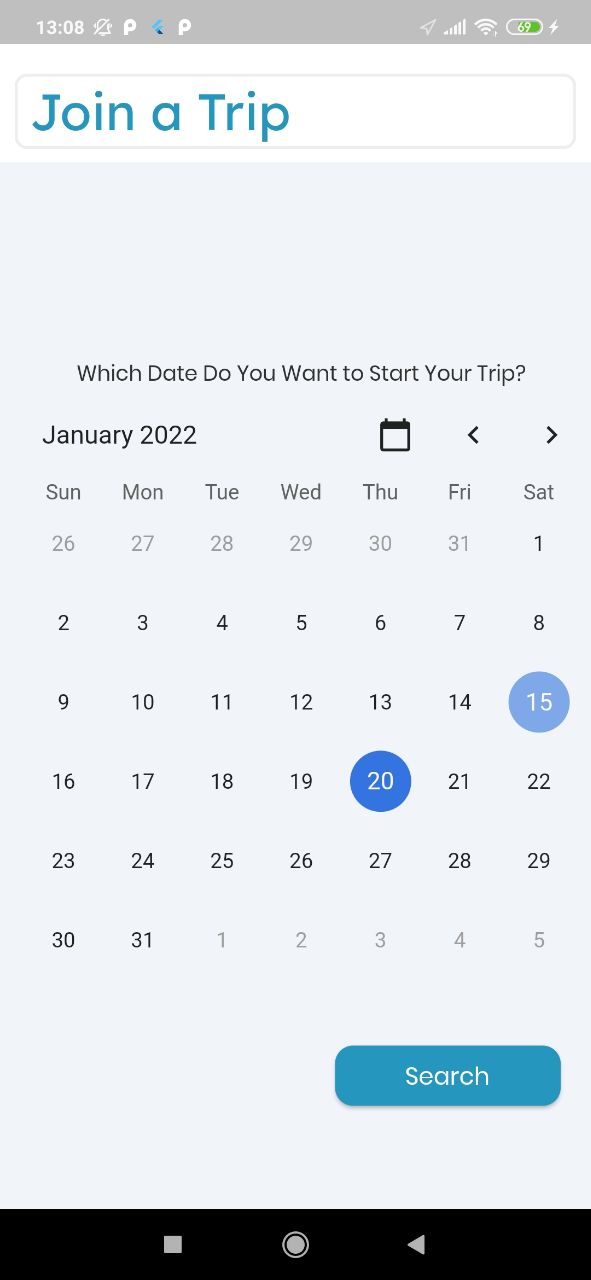 13:08 69
Join a Trip
Which Date Do You Want to Start Your Trip?
January 2022
Sun Mon Tue Wed Thu Fri Sat
26 27 28 29 30 31 1
2 3 4 5 6 7 8
9 10 11 12 13 14 15
16 17 18 19 20 21 22
23 24 25 26 27 28 29
30 31 1 2 3 4 5
Search